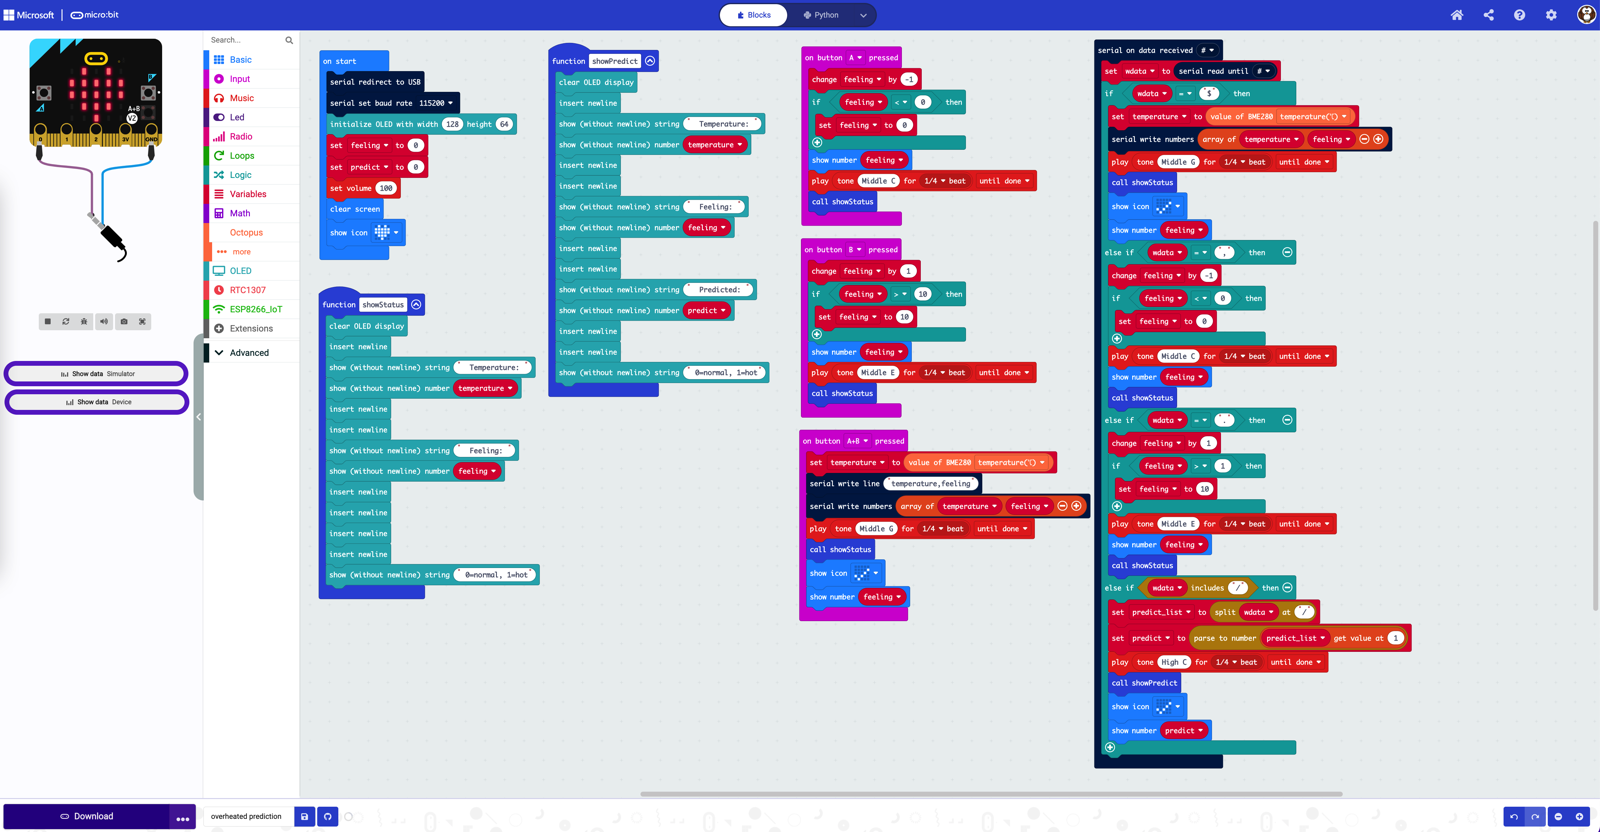 Microsoft | micro:bit
Blocks
Python
Search...
Basic
Input
Music
Led
Radio
Loops
Logic
Variables
Math
Octopus
more
OLED
RTC1307
ESP8266_IoT
Extensions
Advanced
0 1 2 3V GND
A+B
V2
Show data Simulator
Show data Device
on start
serial redirect to USB
serial set baud rate 115200
initialize OLED with width 128 height 64
set feeling to 0
set predict to 0
set volume 100
clear screen
show icon
function showStatus
clear OLED display
insert newline
show (without newline) string " Temperature: "
show (without newline) number temperature
insert newline
insert newline
show (without newline) string " Feeling: "
show (without newline) number feeling
insert newline
insert newline
insert newline
insert newline
show (without newline) string " 0=normal, 1=hot "
function showPredict
clear OLED display
insert newline
show (without newline) string " Temperature: "
show (without newline) number temperature
insert newline
insert newline
show (without newline) string " Feeling: "
show (without newline) number feeling
insert newline
insert newline
show (without newline) string " Predicted: "
show (without newline) number predict
insert newline
insert newline
show (without newline) string " 0=normal, 1=hot "
on button A pressed
change feeling by -1
if feeling < 0 then
set feeling to 0
show number feeling
play tone Middle C for 1/4 beat until done
call showStatus
on button B pressed
change feeling by 1
if feeling > 10 then
set feeling to 10
show number feeling
play tone Middle E for 1/4 beat until done
call showStatus
on button A+B pressed
set temperature to value of BME280 temperature(℃)
serial write line "temperature,feeling"
serial write numbers array of temperature feeling
play tone Middle G for 1/4 beat until done
call showStatus
show icon
show number feeling
serial on data received #
set wdata to serial read until #
if wdata = "$" then
set temperature to value of BME280 temperature(℃)
serial write numbers array of temperature feeling
play tone Middle G for 1/4 beat until done
call showStatus
show icon
show number feeling
else if wdata = "," then
change feeling by -1
if feeling < 0 then
set feeling to 0
play tone Middle C for 1/4 beat until done
show number feeling
call showStatus
else if wdata = "." then
change feeling by 1
if feeling > 1 then
set feeling to 10
play tone Middle E for 1/4 beat until done
show number feeling
call showStatus
else if wdata includes "/" then
set predict_list to split wdata at "/"
set predict to parse to number predict_list get value at 1
play tone High C for 1/4 beat until done
call showPredict
show icon
show number predict
Download
overheated prediction